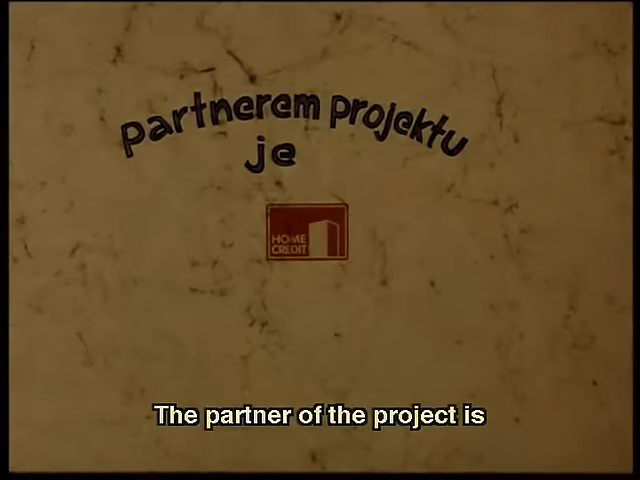 partnerem projektu
je
HOME
CREDIT
The partner of the project is